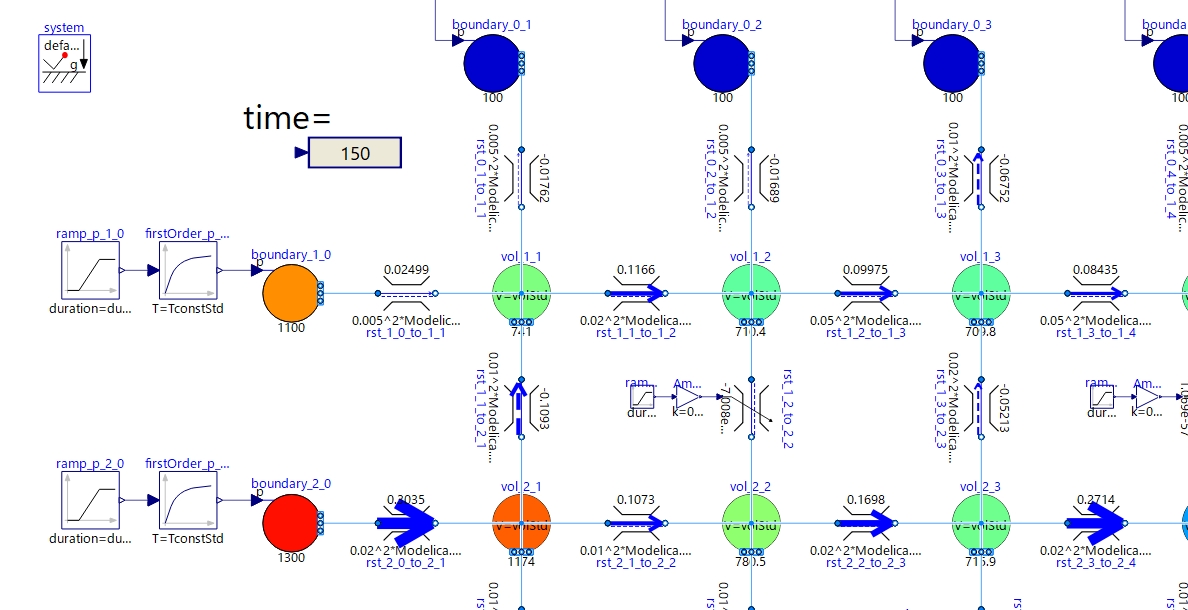 system
defa...
g
time=
150
boundary_0_1
p
100
boundary_0_2
p
100
boundary_0_3
p
100
p
0.005^2*Modelic...
rst_0_1_to_1_1
-0.01762
0.005^2*Modelic...
rst_0_2_to_1_2
-0.01689
0.01^2*Modelica....
rst_0_3_to_1_3
-0.06752
0.005^2*Modelic...
rst_0_4_to_1_4
ramp_p_1_0
duration=du...
firstOrder_p_...
T=TconstStd
boundary_1_0
p
1100
0.02499
0.005^2*Modelic...
rst_1_0_to_1_1
vol_1_1
V=volStd
741
0.1166
0.02^2*Modelica....
rst_1_1_to_1_2
vol_1_2
V=volStd
710.4
0.09975
0.05^2*Modelica....
rst_1_2_to_1_3
vol_1_3
V=volStd
709.8
0.08435
0.05^2*Modelica....
rst_1_3_to_1_4
0.01^2*Modelica....
rst_1_1_to_2_1
-0.1093
ram...
dur...
Am...
k=0...
rst_1_2_to_2_2
0.02^2*Modelica....
rst_1_3_to_2_3
-0.05213
ram...
dur...
Am...
k=0...
ramp_p_2_0
duration=du...
firstOrder_p_...
T=TconstStd
boundary_2_0
p
1300
0.3035
0.02^2*Modelica....
rst_2_0_to_2_1
vol_2_1
V=volStd
1174
0.1073
0.01^2*Modelica....
rst_2_1_to_2_2
vol_2_2
V=volStd
780.5
0.1698
0.02^2*Modelica....
rst_2_2_to_2_3
vol_2_3
V=volStd
715.9
0.2714
0.02^2*Modelica....
rst_2_3_to_2_4